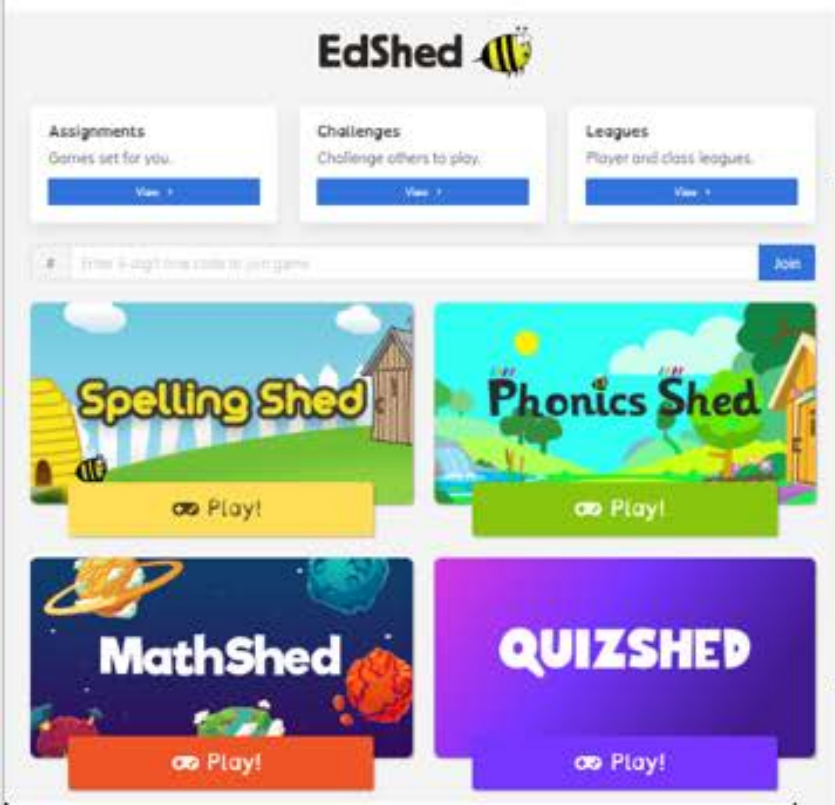 EdShed
Assignments
Games set for you.
View >
Challenges
Challenge others to play.
View >
Leagues
Player and class leagues.
View >
# Enter 6-digit hive code to join game
Join
Spelling Shed
Play!
Phonics Shed
Play!
MathShed
Play!
QUIZSHED
Play!